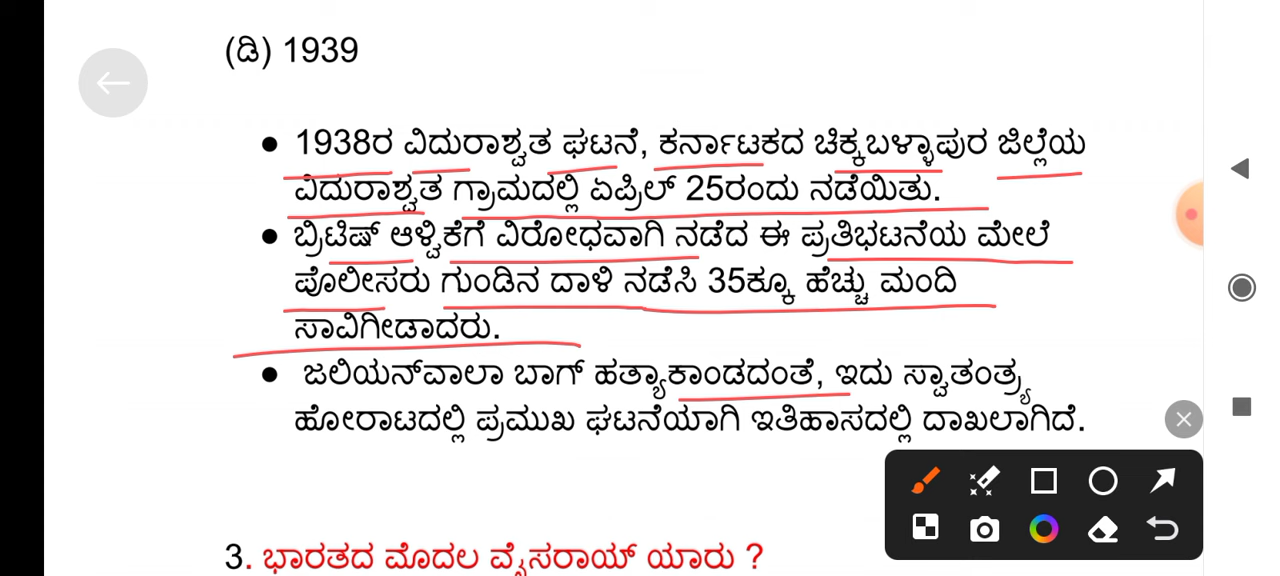 (ಡಿ) 1939
● 1938ರ ವಿದುರಾಶ್ವತ ಘಟನೆ, ಕರ್ನಾಟಕದ ಚಿಕ್ಕಬಳ್ಳಾಪುರ ಜಿಲ್ಲೆಯ
ವಿದುರಾಶ್ವತ ಗ್ರಾಮದಲ್ಲಿ ಏಪ್ರಿಲ್ 25ರಂದು ನಡೆಯಿತು.
● ಬ್ರಿಟಿಷ್ ಆಳ್ವಿಕೆಗೆ ವಿರೋಧವಾಗಿ ನಡೆದ ಈ ಪ್ರತಿಭಟನೆಯ ಮೇಲೆ
ಪೊಲೀಸರು ಗುಂಡಿನ ದಾಳಿ ನಡೆಸಿ 35ಕ್ಕೂ ಹೆಚ್ಚು ಮಂದಿ
ಸಾವಿಗೀಡಾದರು.
● ಜಲಿಯನ್‌ವಾಲಾ ಬಾಗ್ ಹತ್ಯಾಕಾಂಡದಂತೆ, ಇದು ಸ್ವಾತಂತ್ರ್ಯ
ಹೋರಾಟದಲ್ಲಿ ಪ್ರಮುಖ ಘಟನೆಯಾಗಿ ಇತಿಹಾಸದಲ್ಲಿ ದಾಖಲಾಗಿದೆ.
3. ಭಾರತದ ಮೊದಲ ವೈಸರಾಯ್ ಯಾರು ?